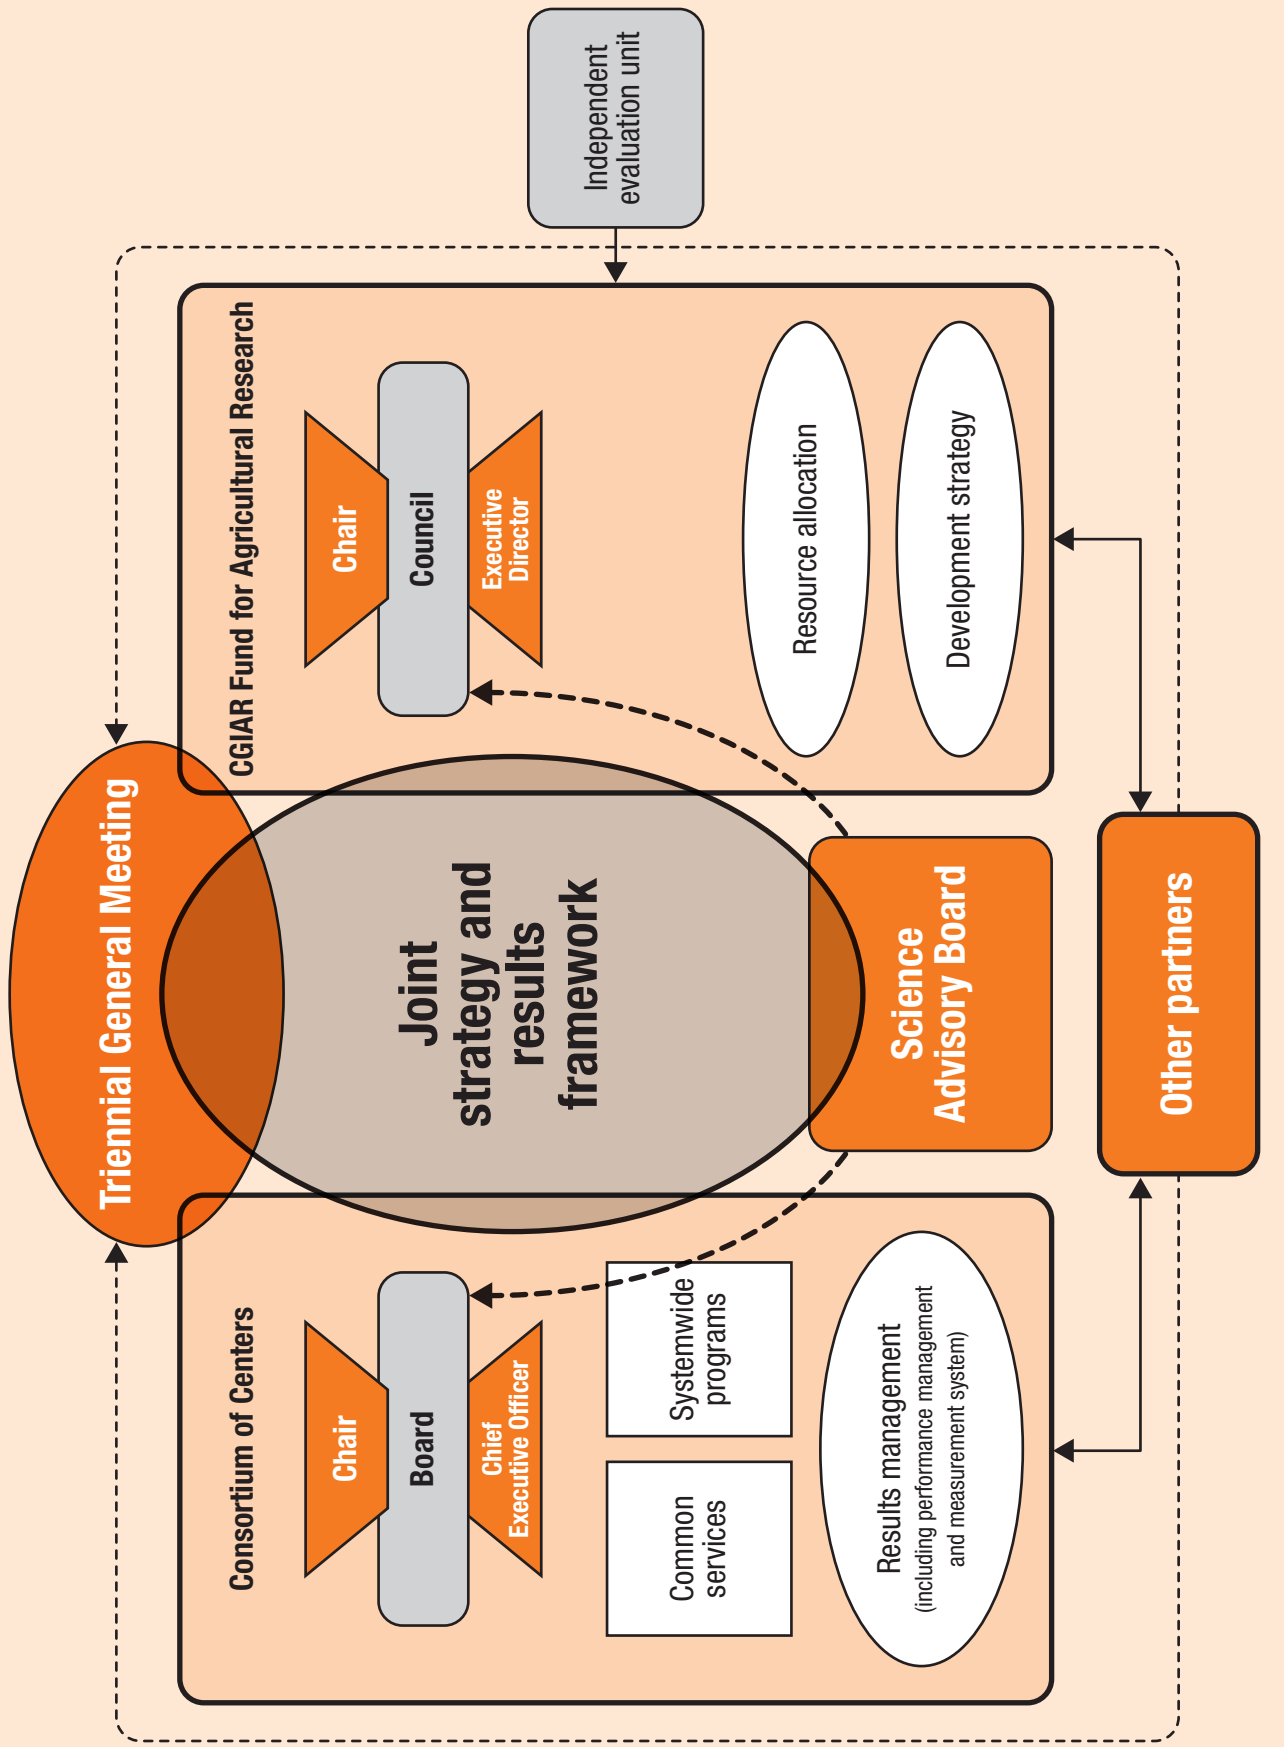 Triennial General Meeting
Consortium of Centers
Chair
Board
Chief
Executive Officer
Common
services
Systemwide
programs
Results management
(including performance management
and measurement system)
Joint
strategy and
results
framework
Science
Advisory Board
CGIAR Fund for Agricultural Research
Chair
Council
Executive
Director
Resource allocation
Development strategy
Independent
evaluation unit
Other partners